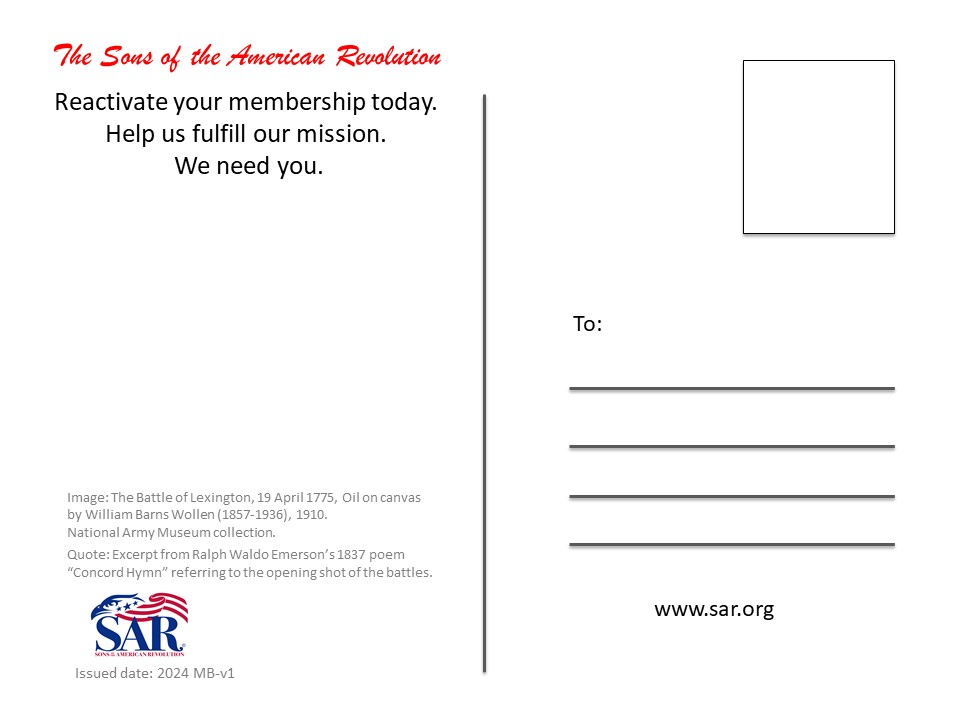 The Sons of the American Revolution
Reactivate your membership today.
Help us fulfill our mission.
We need you.
To:
Image: The Battle of Lexington, 19 April 1775, Oil on canvas
by William Barns Wollen (1857-1936), 1910.
National Army Museum collection.
Quote: Excerpt from Ralph Waldo Emerson’s 1837 poem
“Concord Hymn” referring to the opening shot of the battles.
SAR
SONS OF THE AMERICAN REVOLUTION
Issued date: 2024 MB-v1
www.sar.org